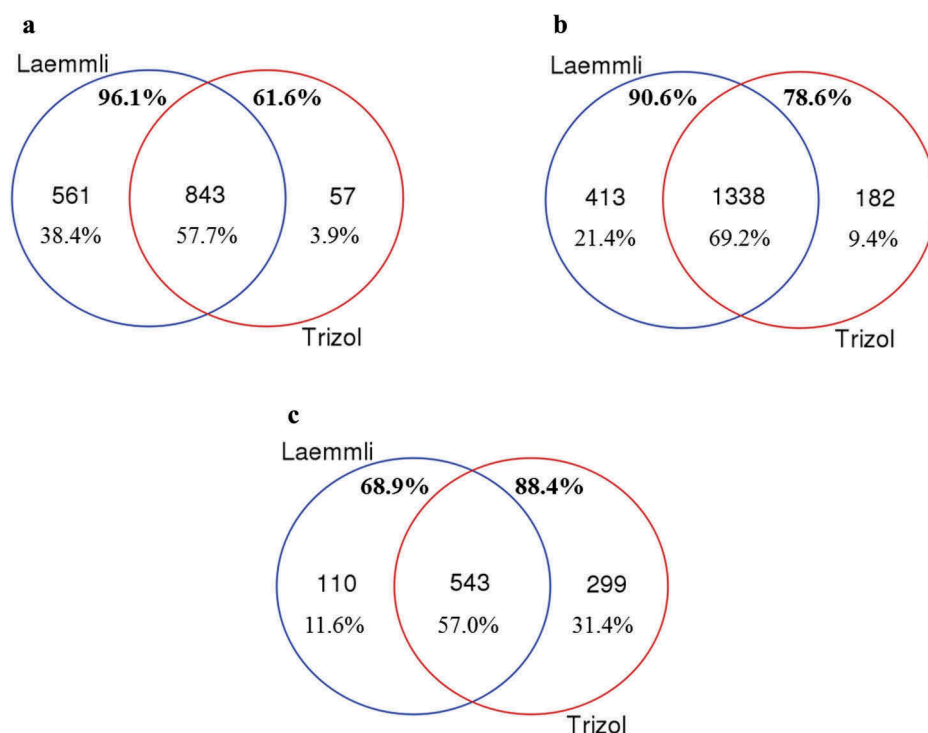 a
Laemmli
96.1% 61.6%
561 843 57
38.4% 57.7% 3.9%
Trizol
b
Laemmli
90.6% 78.6%
413 1338 182
21.4% 69.2% 9.4%
Trizol
c
Laemmli
68.9% 88.4%
110 543 299
11.6% 57.0% 31.4%
Trizol